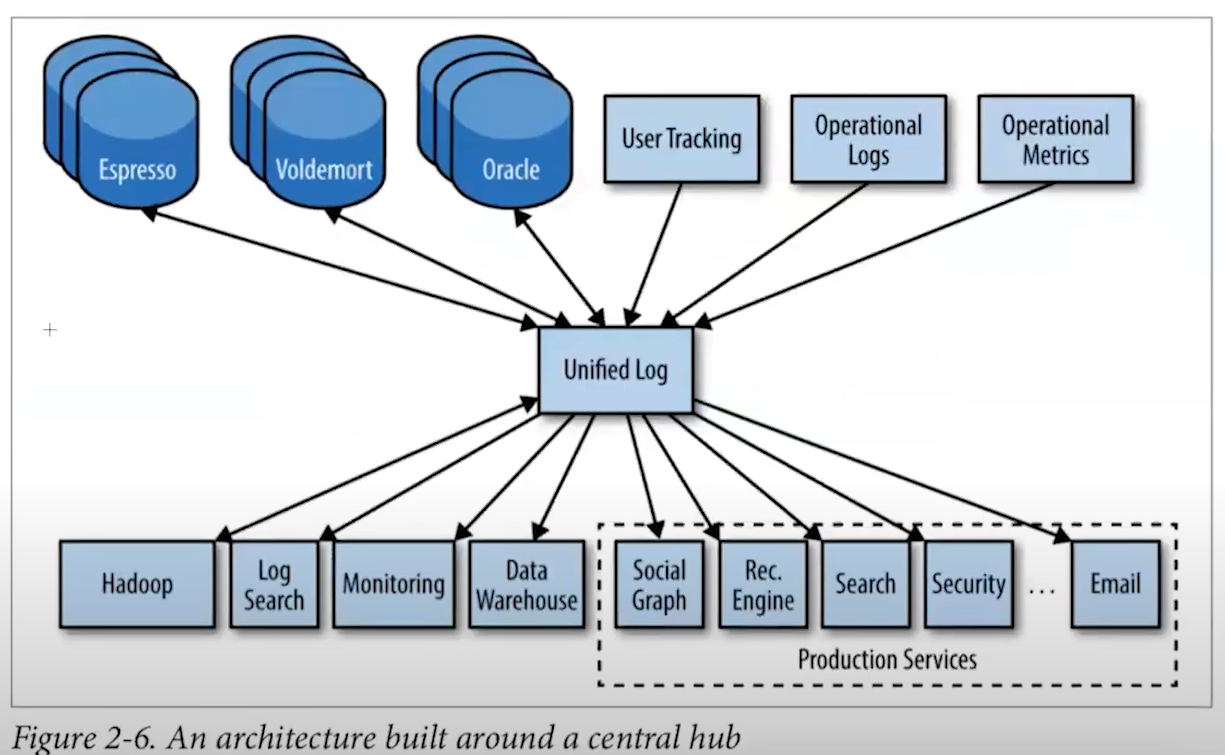 Espresso
Voldemort
Oracle
User Tracking
Operational
Logs
Operational
Metrics
Unified Log
Hadoop
Log
Search
Monitoring
Data
Warehouse
Social
Graph
Rec.
Engine
Search
Security
...
Email
Production Services
Figure 2-6. An architecture built around a central hub